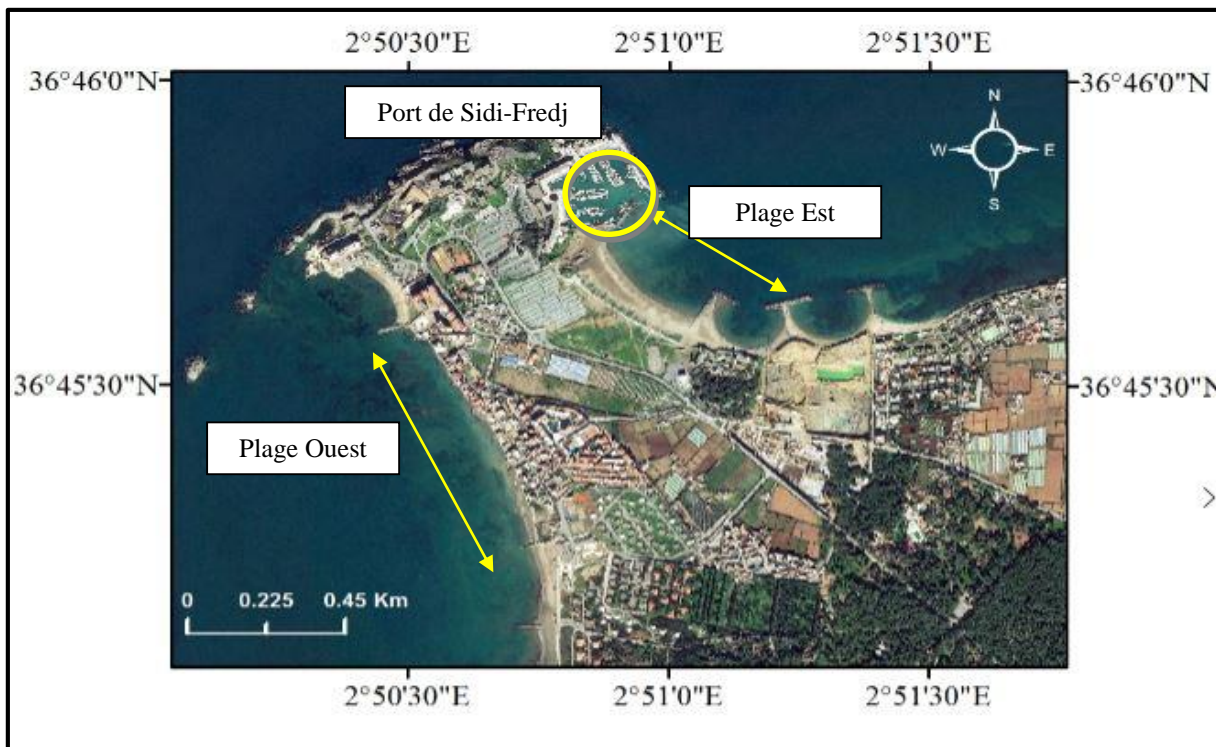 2°50'30"E 2°51'0"E 2°51'30"E
36°46'0"N 36°46'0"N
Port de Sidi-Fredj
N
W E
S
Plage Est
36°45'30"N 36°45'30"N
Plage Ouest
0 0.225 0.45 Km
2°50'30"E 2°51'0"E 2°51'30"E